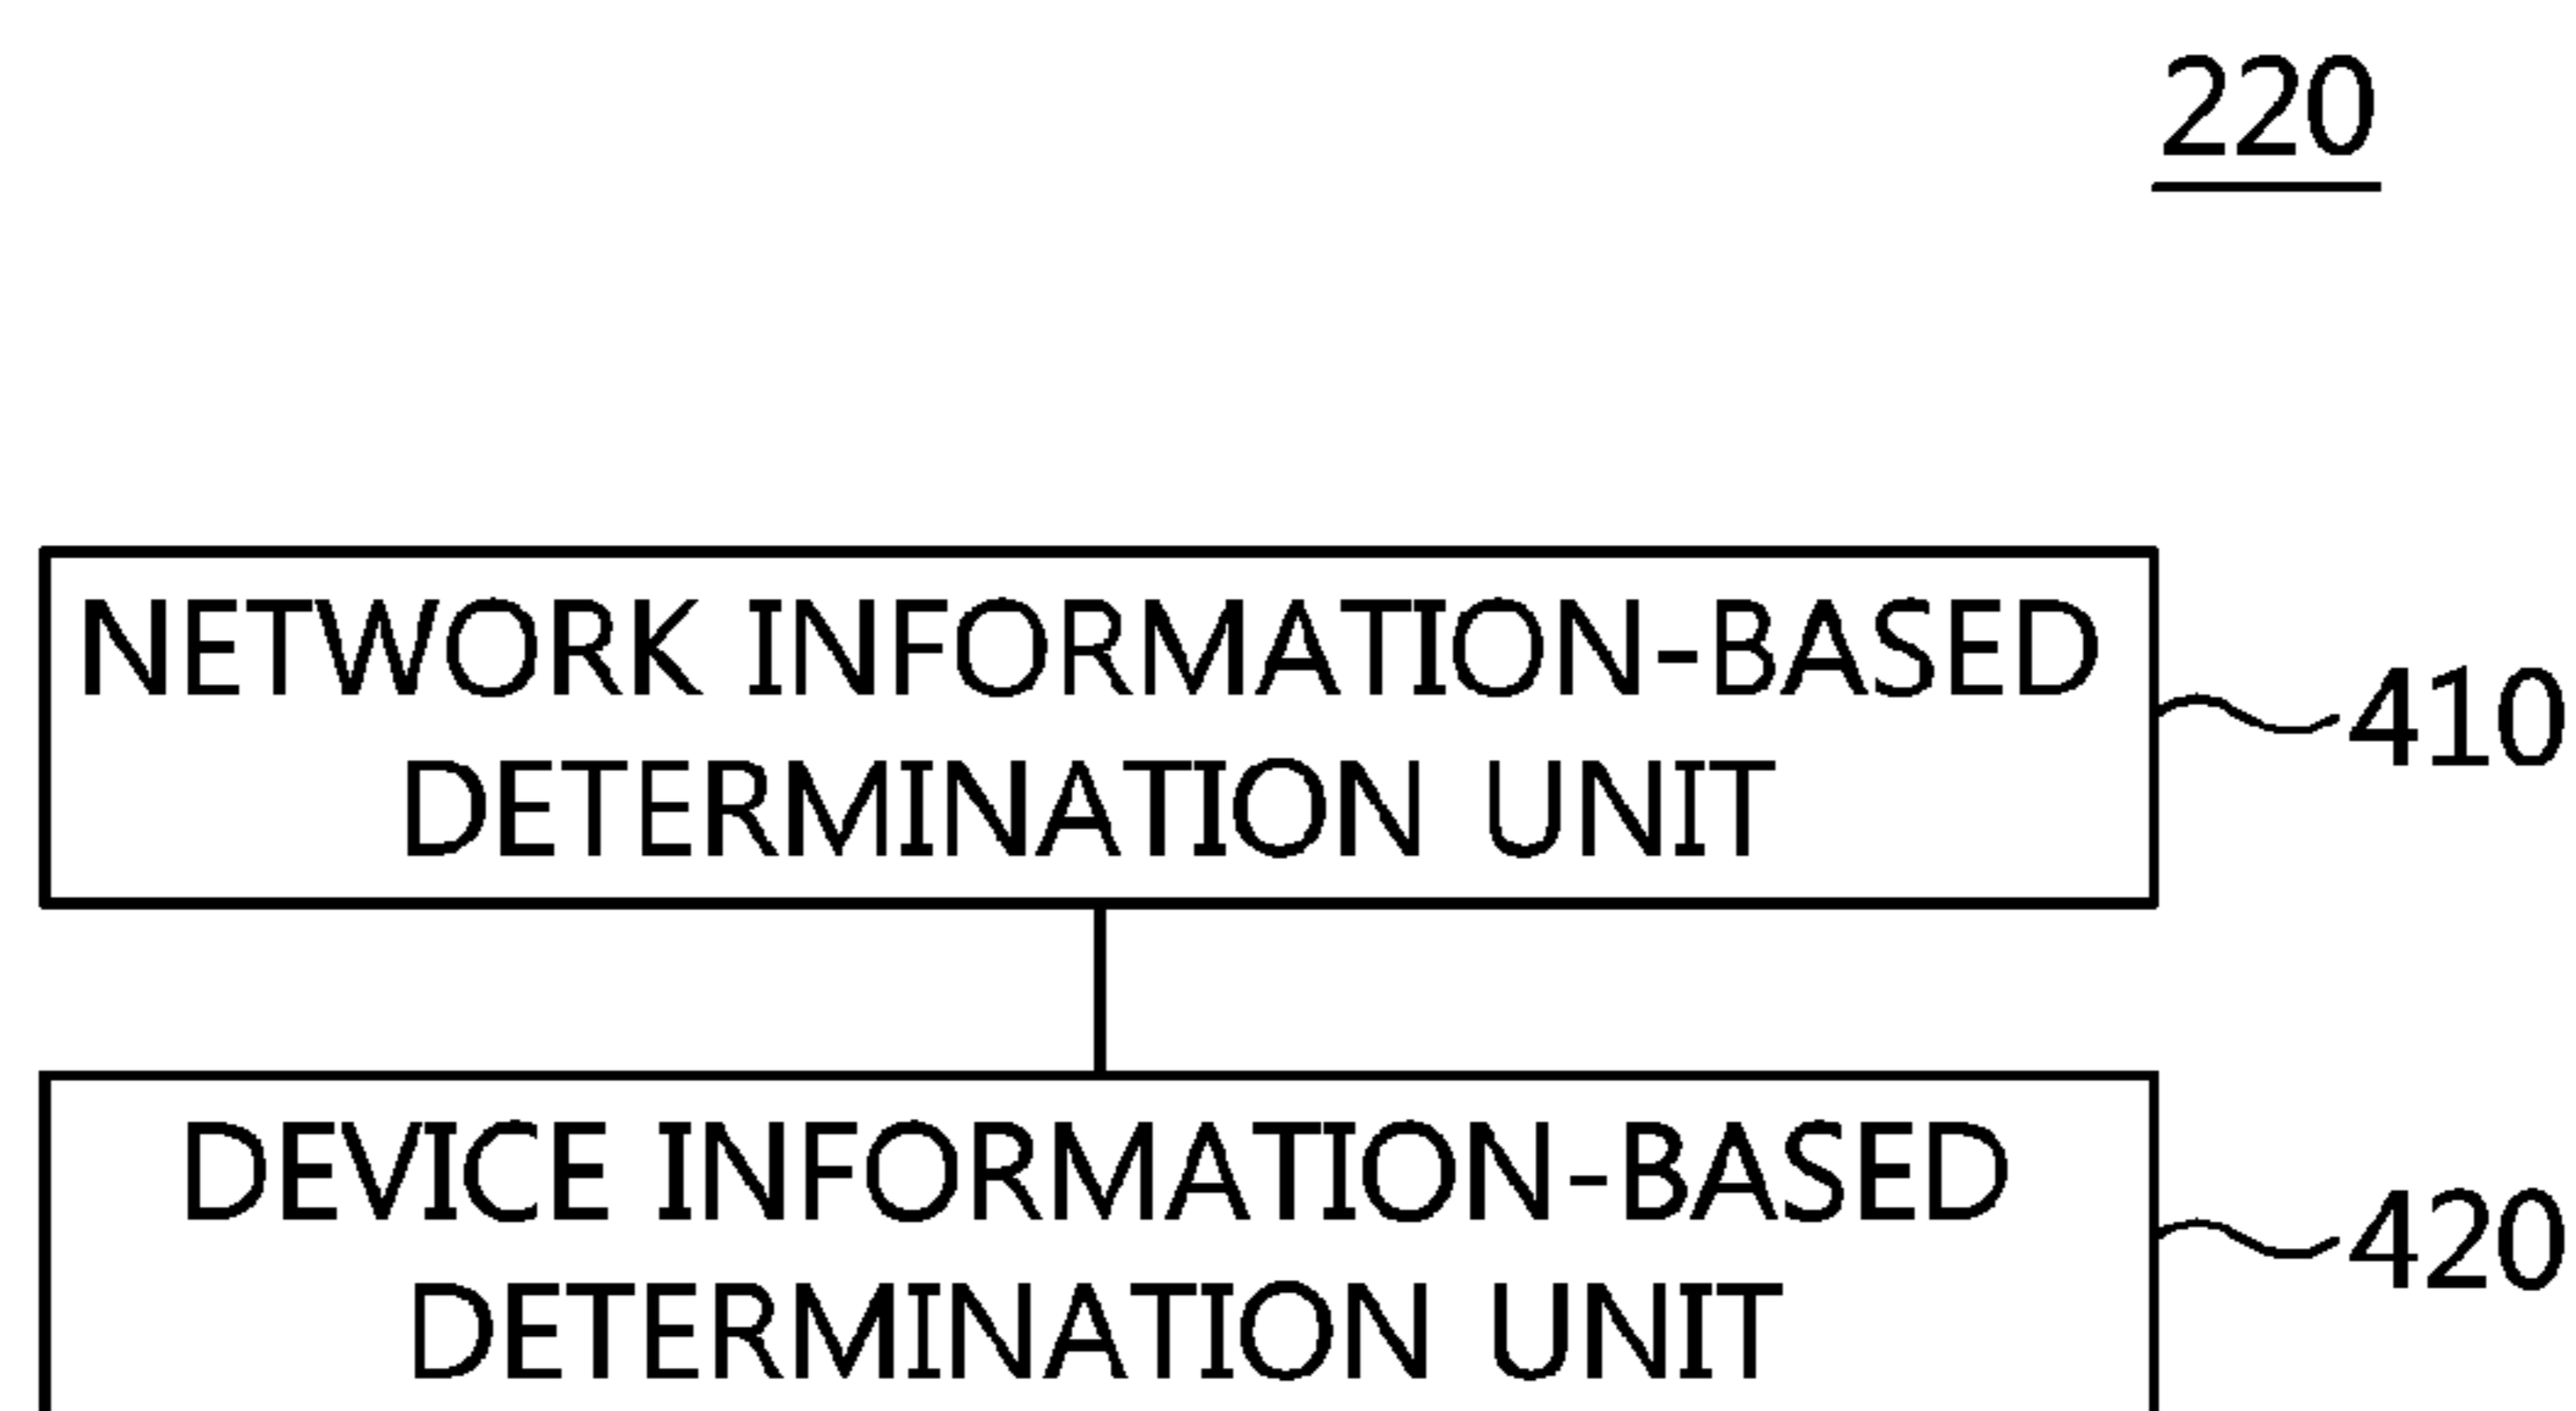 220
NETWORK INFORMATION-BASED
DETERMINATION UNIT
410
DEVICE INFORMATION-BASED
DETERMINATION UNIT
420